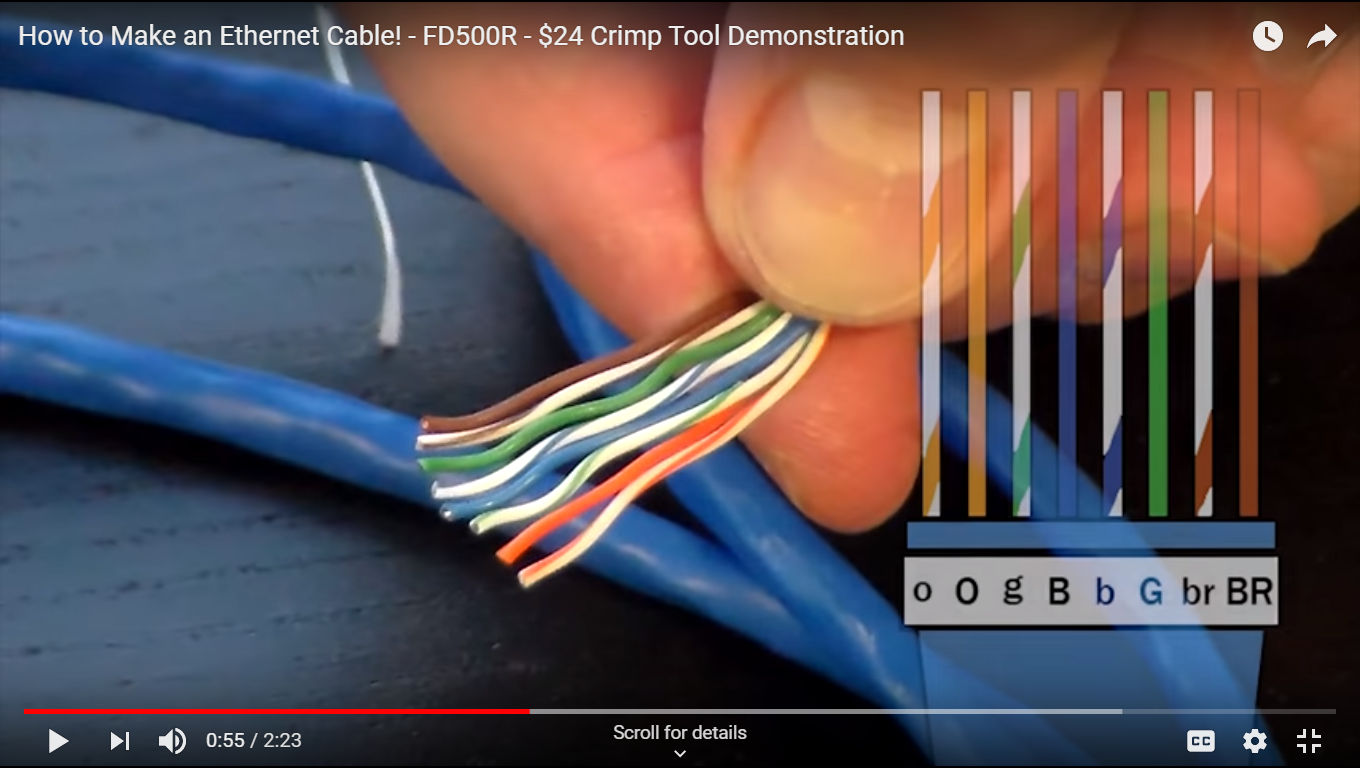 How to Make an Ethernet Cable! - FD500R - $24 Crimp Tool Demonstration
o O g B b G br BR
Scroll for details
0:55 / 2:23
CC